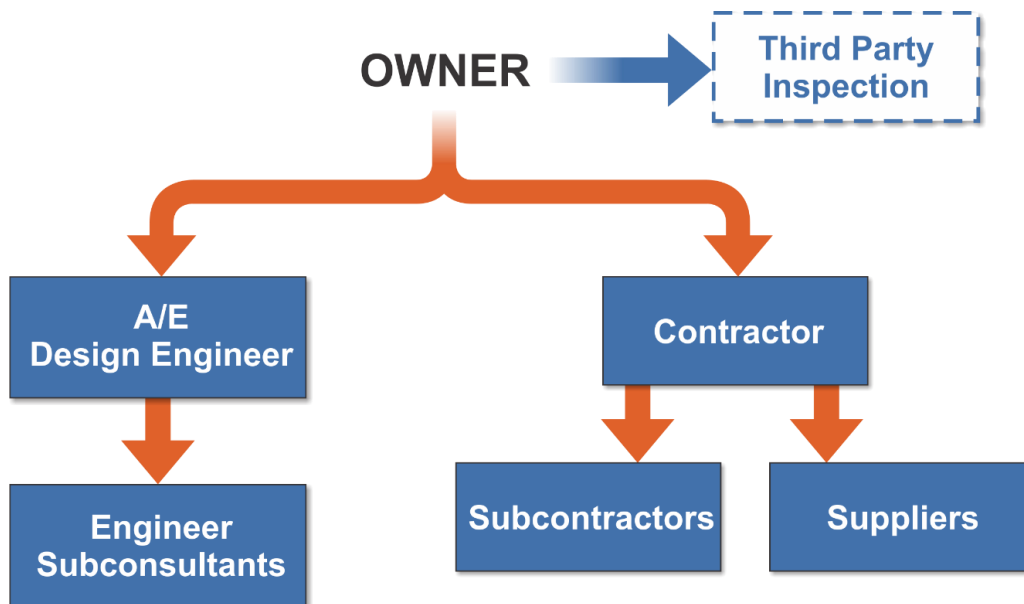 OWNER
Third Party
Inspection
A/E
Design Engineer
Contractor
Engineer
Subconsultants
Subcontractors
Suppliers